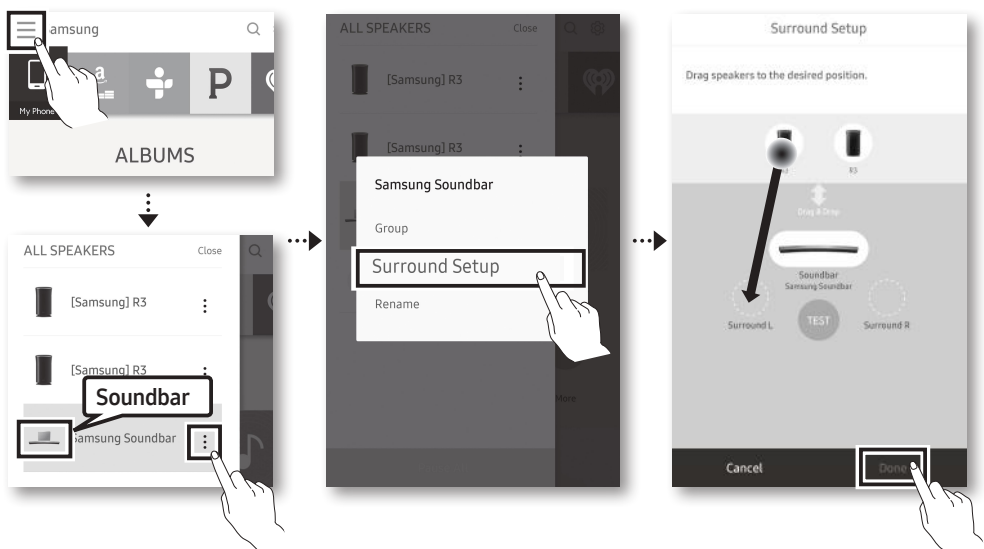 amsung
a
P
My Phone
ALBUMS
ALL SPEAKERS Close
[Samsung] R3
[Samsung] R3
Soundbar
Samsung Soundbar
ALL SPEAKERS Close
[Samsung] R3
[Samsung] R3
Samsung Soundbar
Group
Surround Setup
Rename
More
Surround Setup
Drag speakers to the desired position.
R3
Drag & Drop
Soundbar
Samsung Soundbar
Surround L
TEST
Surround R
Cancel
Done